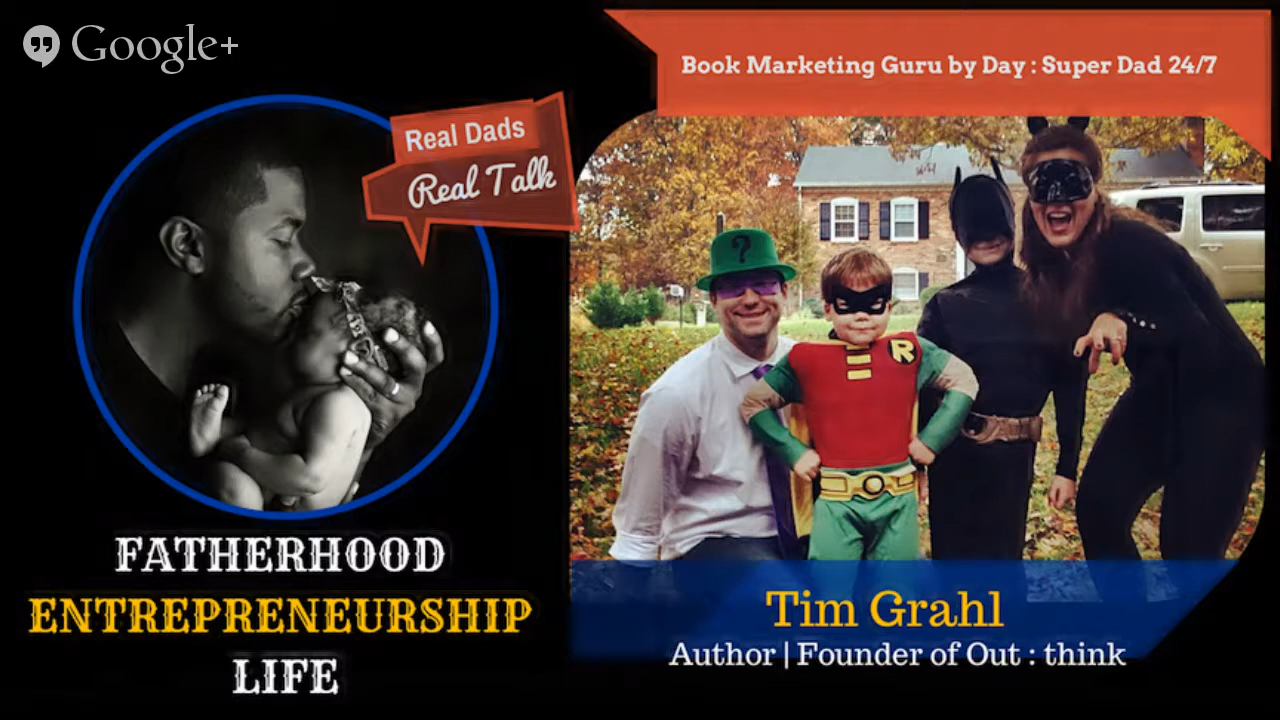 Google+
Book Marketing Guru by Day : Super Dad 24/7
Real Dads
Real Talk
?
R
FATHERHOOD
ENTREPRENEURSHIP
LIFE
Tim Grahl
Author | Founder of Out : think